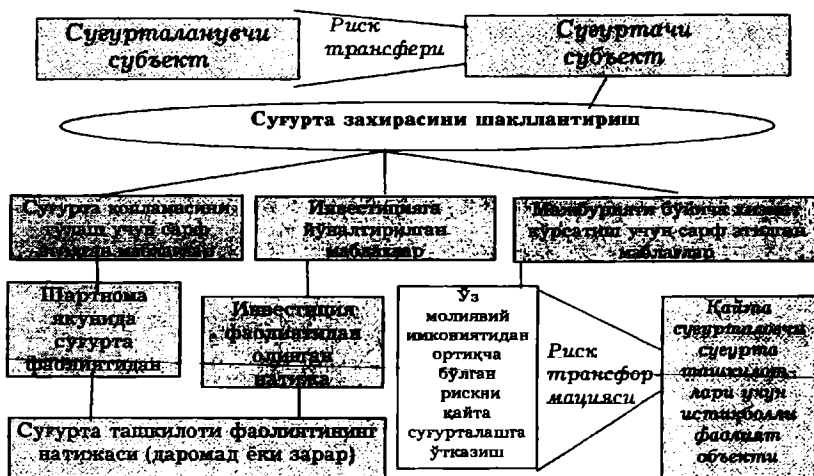 Суғурталанувчи
субъект
Риск
трансфери
Суғуртачи
субъект
Суғурта захирасини шакллантириш
Суғурта қопламасини
тўлаш учун сарф
этилган маблағлар
Инвестицияга
йўналтирилган
маблағлар
Мажбурияти бўйича хизмат
кўрсатиш учун сарф этилган
маблағлар
Шартнома
якунида
суғурта
фаолиятидан
Инвестиция
фаолиятидан
олинган
натижа
Ўз
молиявий
имкониятидан
ортиқча
бўлган
рискни
қайта
суғурталашга
ўтказиш
Риск
трансфор-
мацияси
Қайта
суғурталовчи
суғурта
ташкилот-
лари учун
истиқболли
фаолият
объекти
Суғурта ташкилоти фаолиятининг
натижаси (даромад ёки зарар)